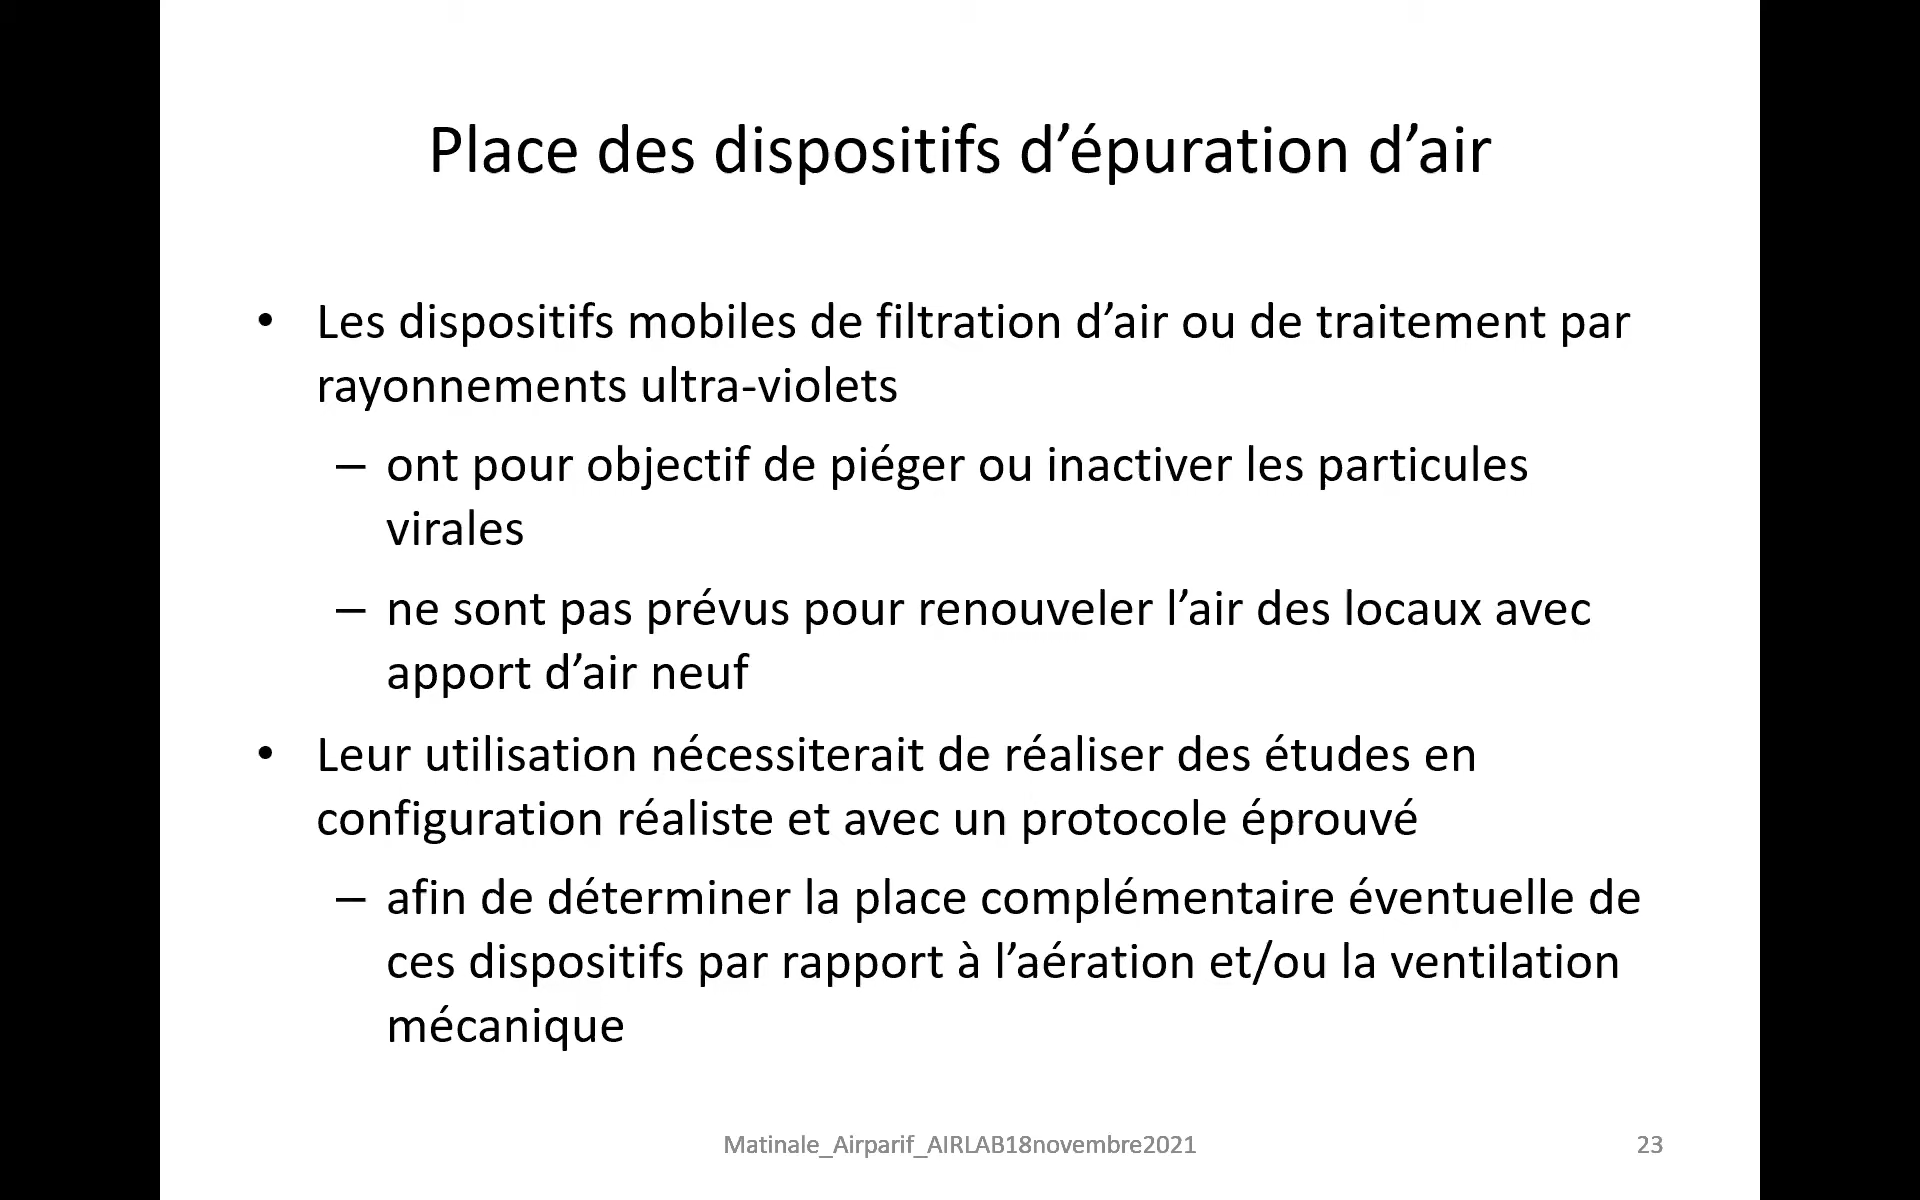 Place des dispositifs d’épuration d’air
• Les dispositifs mobiles de filtration d’air ou de traitement par
rayonnements ultra-violets
– ont pour objectif de piéger ou inactiver les particules
virales
– ne sont pas prévus pour renouveler l’air des locaux avec
apport d’air neuf
• Leur utilisation nécessiterait de réaliser des études en
configuration réaliste et avec un protocole éprouvé
– afin de déterminer la place complémentaire éventuelle de
ces dispositifs par rapport à l’aération et/ou la ventilation
mécanique
Matinale_Airparif_AIRLAB18novembre2021
23